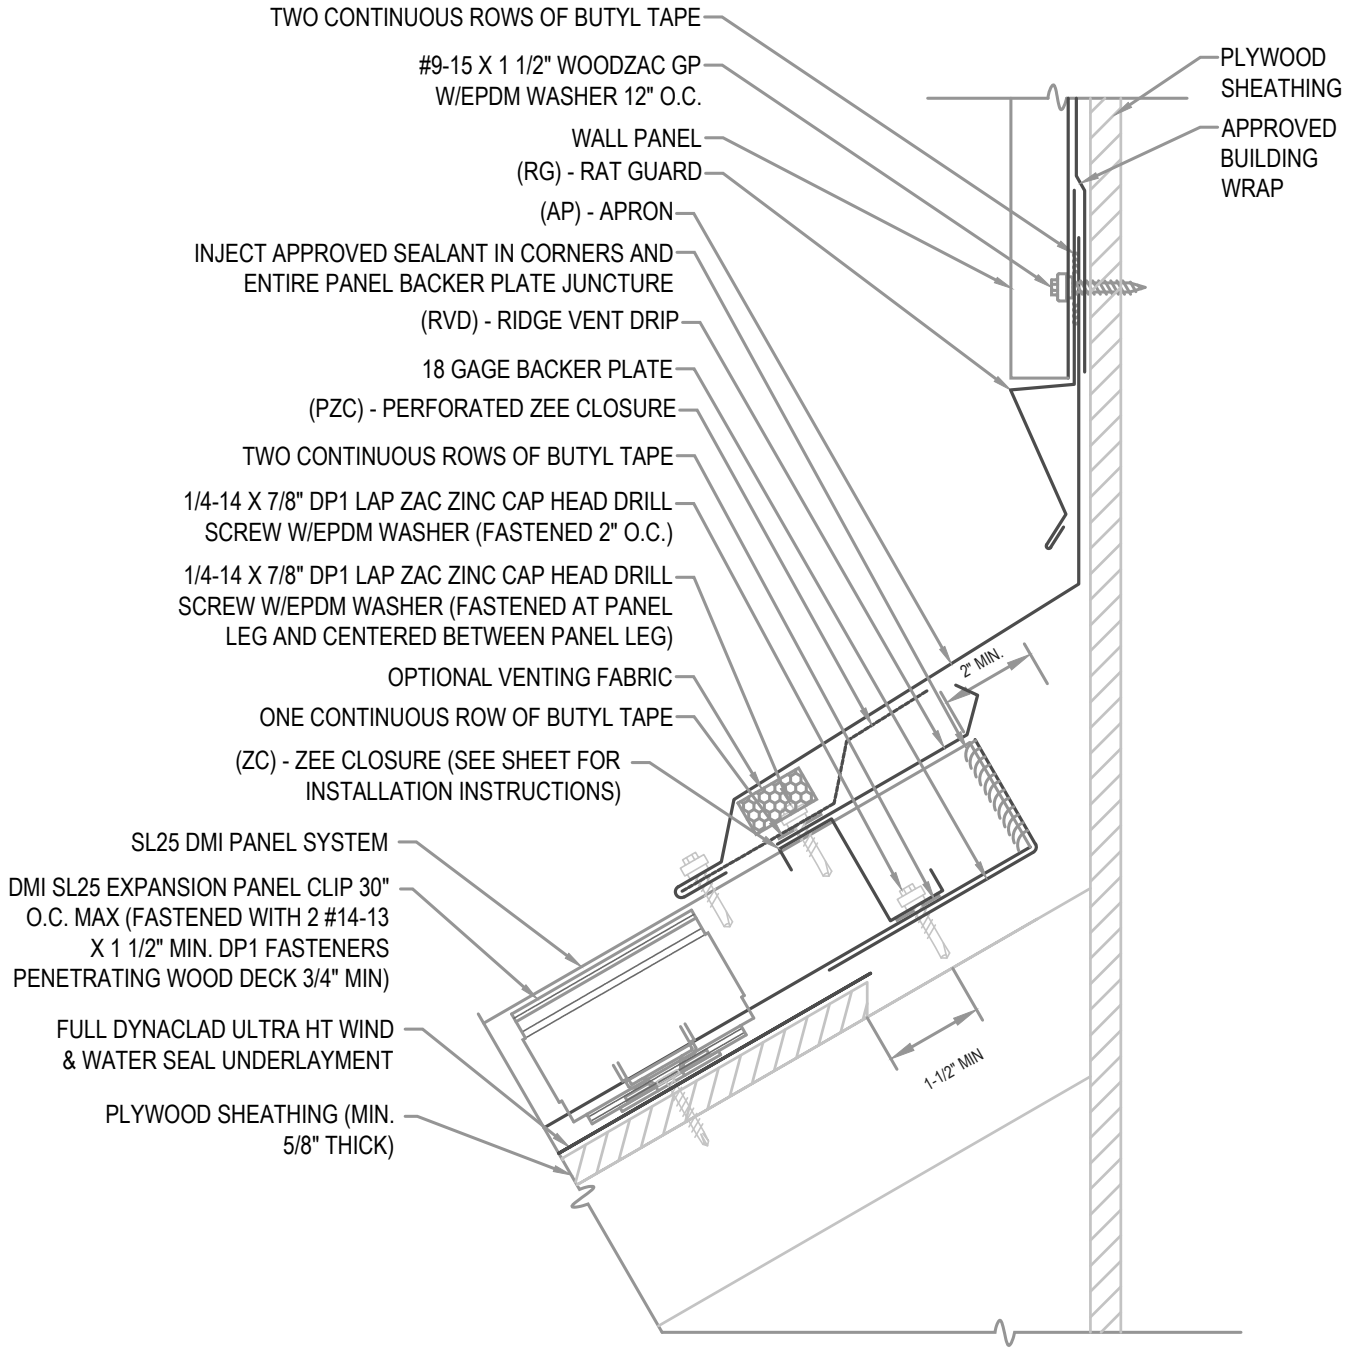 TWO CONTINUOUS ROWS OF BUTYL TAPE
#9-15 X 1 1/2" WOODZAC GP
W/EPDM WASHER 12" O.C.
WALL PANEL
(RG) - RAT GUARD
(AP) - APRON
INJECT APPROVED SEALANT IN CORNERS AND
ENTIRE PANEL BACKER PLATE JUNCTURE
(RVD) - RIDGE VENT DRIP
18 GAGE BACKER PLATE
(PZC) - PERFORATED ZEE CLOSURE
TWO CONTINUOUS ROWS OF BUTYL TAPE
1/4-14 X 7/8" DP1 LAP ZAC ZINC CAP HEAD DRILL
SCREW W/EPDM WASHER (FASTENED 2" O.C.)
1/4-14 X 7/8" DP1 LAP ZAC ZINC CAP HEAD DRILL
SCREW W/EPDM WASHER (FASTENED AT PANEL
LEG AND CENTERED BETWEEN PANEL LEG)
OPTIONAL VENTING FABRIC
ONE CONTINUOUS ROW OF BUTYL TAPE
(ZC) - ZEE CLOSURE (SEE SHEET FOR
INSTALLATION INSTRUCTIONS)
SL25 DMI PANEL SYSTEM
DMI SL25 EXPANSION PANEL CLIP 30"
O.C. MAX (FASTENED WITH 2 #14-13
X 1 1/2" MIN. DP1 FASTENERS
PENETRATING WOOD DECK 3/4" MIN)
FULL DYNACLAD ULTRA HT WIND
& WATER SEAL UNDERLAYMENT
PLYWOOD SHEATHING (MIN.
5/8" THICK)
PLYWOOD
SHEATHING
APPROVED
BUILDING
WRAP
2" MIN.
1-1/2" MIN